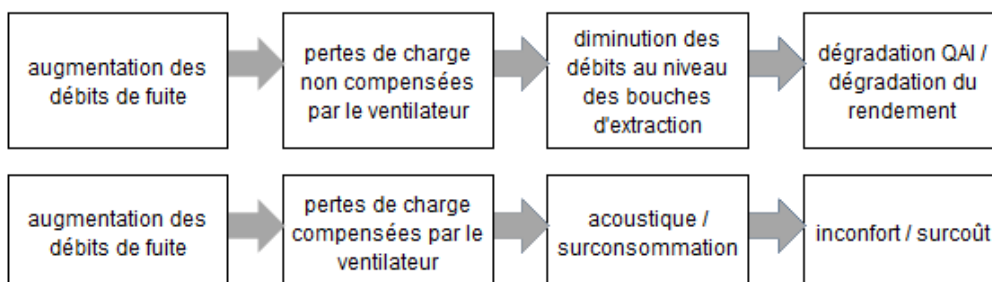 augmentation des
débits de fuite
pertes de charge
non compensées
par le ventilateur
diminution des
débits au niveau
des bouches
d'extraction
dégradation QAI /
dégradation du
rendement
augmentation des
débits de fuite
pertes de charge
compensées par le
ventilateur
acoustique /
surconsommation
inconfort / surcoût